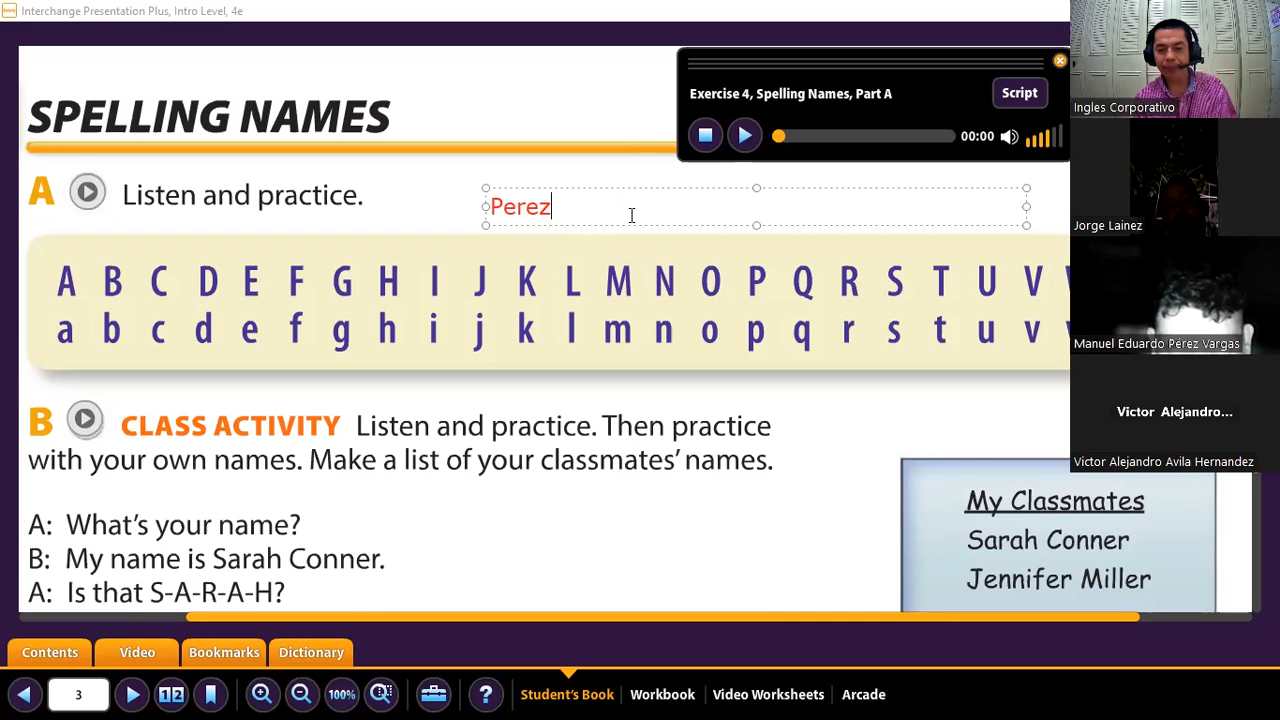 Interchange Presentation Plus, Intro Level, 4e
SPELLING NAMES
Exercise 4, Spelling Names, Part A
Script
00:00
A Listen and practice.
Perez
A B C D E F G H I J K L M N O P Q R S T U V
a b c d e f g h i j k l m n o p q r s t u v
B CLASS ACTIVITY Listen and practice. Then practice
with your own names. Make a list of your classmates’ names.
A: What’s your name?
B: My name is Sarah Conner.
A: Is that S-A-R-A-H?
My Classmates
Sarah Conner
Jennifer Miller
Ingles Corporativo
Jorge Lainez
Manuel Eduardo Perez Vargas
Victor Alejandro...
Victor Alejandro Avila Hernandez
Contents Video Bookmarks Dictionary
3 1 2 100% ? Student’s Book Workbook Video Worksheets Arcade